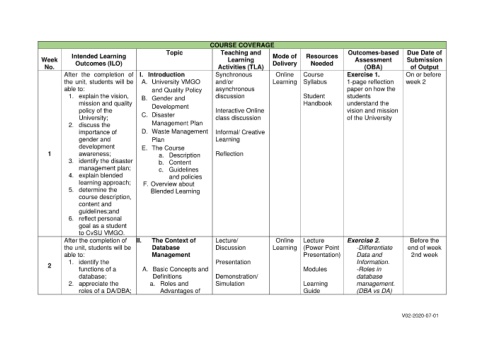 COURSE COVERAGE
Week No.
Intended Learning Outcomes (ILO)
Topic
Teaching and Learning Activities (TLA)
Mode of Delivery
Resources Needed
Outcomes-based Assessment (OBA)
Due Date of Submission of Output
1
After the completion of
the unit, students will be
able to:
1. explain the vision,
mission and quality
policy of the
University;
2. discuss the
importance of
gender and
development
awareness;
3. identify the disaster
management plan;
4. explain blended
learning approach;
5. determine the
course description,
content and
guidelines;and
6. reflect personal
goal as a student
to CvSU VMGO.
I. Introduction
A. University VMGO
and Quality Policy
B. Gender and
Development
C. Disaster
Management Plan
D. Waste Management
Plan
E. The Course
a. Description
b. Content
c. Guidelines
and policies
F. Overview about
Blended Learning
Synchronous
and/or
asynchronous
discussion
Interactive Online
class discussion
Informal/ Creative
Learning
Reflection
Online
Learning
Course
Syllabus
Student
Handbook
Exercise 1,
1-page reflection
paper on how the
students
understand the
vision and mission
of the University
On or before
week 2
2
After the completion of
the unit, students will be
able to:
1. identify the
functions of a
database;
2. appreciate the
roles of a DA/DBA;
II. The Context of
Database
Management
A. Basic Concepts and
Definitions
a. Roles and
Advantages of
Lecture/
Discussion
Presentation
Demonstration/
Simulation
Online
Learning
Lecture
(Power Point
Presentation)
Modules
Learning
Guide
Exercise 2.
-Differentiate
Data and
Information.
-Roles in
database
management.
(DBA vs DA)
Before the
end of week
2nd week
V02-2020-07-01